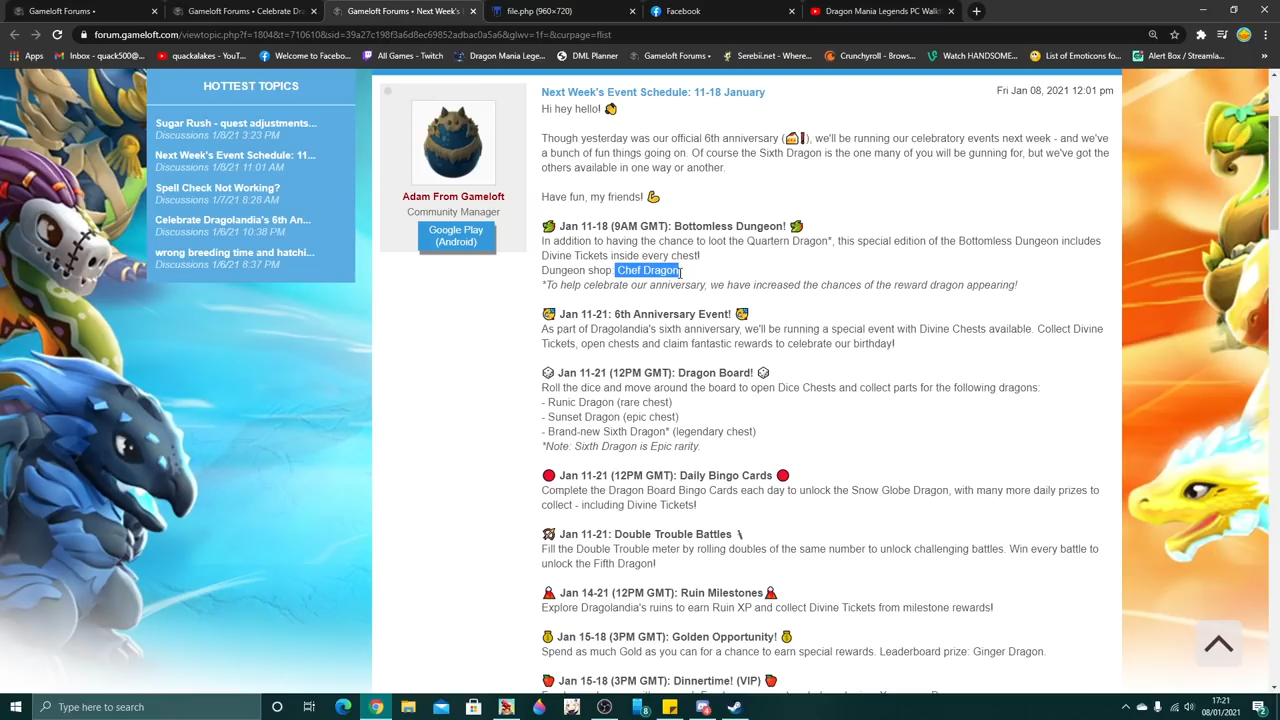 Gameloft Forums •
Gameloft Forums • Celebrate Dra
Gameloft Forums • Next Week's E
file.php (960×720)
Facebook
Dragon Mania Legends PC Walkt
forum.gameloft.com/viewtopic.php?f=1804&t=710610&sid=39a27c198f3a6d8ec69852adbac0a5a6&glwv=1f=&curpage=flist
Apps
Inbox - quack500@...
quackalakes - YouT...
Welcome to Facebo...
All Games - Twitch
Dragon Mania Lege...
DML Planner
Gameloft Forums •
Serebii.net - Where...
Crunchyroll - Brows...
Watch HANDSOME...
List of Emoticons fo...
Alert Box / Streamla...
»
HOTTEST TOPICS
Sugar Rush - quest adjustments...
Discussions 1/8/21 3:23 PM
Next Week's Event Schedule: 11...
Discussions 1/8/21 11:01 AM
Spell Check Not Working?
Discussions 1/7/21 8:26 AM
Celebrate Dragolandia's 6th An...
Discussions 1/6/21 10:38 PM
wrong breeding time and hatchi...
Discussions 1/6/21 8:37 PM
Adam From Gameloft
Community Manager
Google Play
(Android)
Next Week's Event Schedule: 11-18 January
Fri Jan 08, 2021 12:01 pm
Hi hey hello!
Though yesterday was our official 6th anniversary (), we'll be running our celebratory events next week - and we've
a bunch of fun things going on. Of course the Sixth Dragon is the one many of you will be gunning for, but we've got the
others available in one way or another.
Have fun, my friends!
Jan 11-18 (9AM GMT): Bottomless Dungeon!
In addition to having the chance to loot the Quartern Dragon*, this special edition of the Bottomless Dungeon includes
Divine Tickets inside every chest!
Dungeon shop: Chef Dragon
*To help celebrate our anniversary, we have increased the chances of the reward dragon appearing!
Jan 11-21: 6th Anniversary Event!
As part of Dragolandia's sixth anniversary, we'll be running a special event with Divine Chests available. Collect Divine
Tickets, open chests and claim fantastic rewards to celebrate our birthday!
Jan 11-21 (12PM GMT): Dragon Board!
Roll the dice and move around the board to open Dice Chests and collect parts for the following dragons:
- Runic Dragon (rare chest)
- Sunset Dragon (epic chest)
- Brand-new Sixth Dragon* (legendary chest)
*Note: Sixth Dragon is Epic rarity.
Jan 11-21 (12PM GMT): Daily Bingo Cards
Complete the Dragon Board Bingo Cards each day to unlock the Snow Globe Dragon, with many more daily prizes to
collect - including Divine Tickets!
Jan 11-21: Double Trouble Battles
Fill the Double Trouble meter by rolling doubles of the same number to unlock challenging battles. Win every battle to
unlock the Fifth Dragon!
Jan 14-21 (12PM GMT): Ruin Milestones
Explore Dragolandia's ruins to earn Ruin XP and collect Divine Tickets from milestone rewards!
Jan 15-18 (3PM GMT): Golden Opportunity!
Spend as much Gold as you can for a chance to earn special rewards. Leaderboard prize: Ginger Dragon.
Jan 15-18 (3PM GMT): Dinnertime! (VIP)
Type here to search
17:21
08/01/2021
2